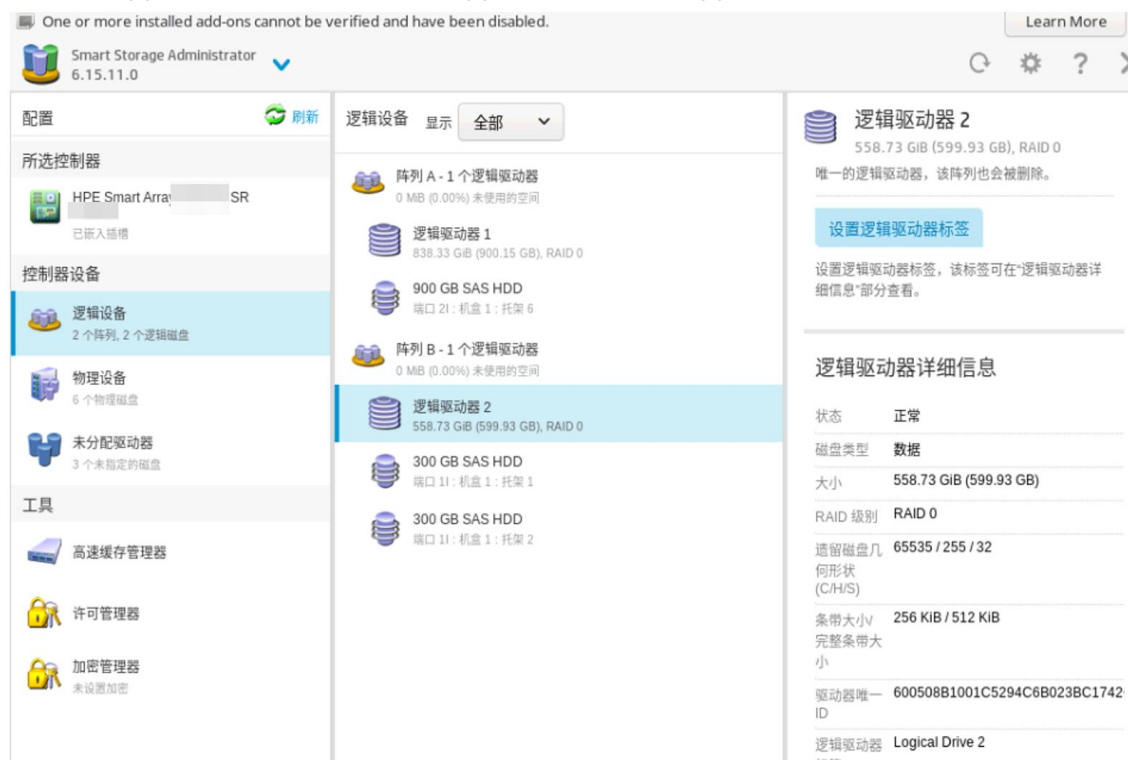 One or more installed add-ons cannot be verified and have been disabled.
Learn More
Smart Storage Administrator
6.15.11.0
配置
刷新
所选控制器
HPE Smart Array SR
已嵌入插槽
控制器设备
逻辑设备
2 个阵列, 2 个逻辑磁盘
物理设备
6 个物理磁盘
未分配驱动器
3 个未指定的磁盘
工具
高速缓存管理器
许可管理器
加密管理器
未设置加密
逻辑设备 显示 全部
阵列 A - 1 个逻辑驱动器
0 MiB (0.00%) 未使用的空间
逻辑驱动器 1
838.33 GiB (900.15 GB), RAID 0
900 GB SAS HDD
端口 2I : 机盒 1 : 托架 6
阵列 B - 1 个逻辑驱动器
0 MiB (0.00%) 未使用的空间
逻辑驱动器 2
558.73 GiB (599.93 GB), RAID 0
300 GB SAS HDD
端口 1I : 机盒 1 : 托架 1
300 GB SAS HDD
端口 1I : 机盒 1 : 托架 2
逻辑驱动器 2
558.73 GiB (599.93 GB), RAID 0
唯一的逻辑驱动器，该阵列也会被删除。
设置逻辑驱动器标签
设置逻辑驱动器标签，该标签可在“逻辑驱动器详
细信息”部分查看。
逻辑驱动器详细信息
状态 正常
磁盘类型 数据
大小 558.73 GiB (599.93 GB)
RAID 级别 RAID 0
遗留磁盘几 65535 / 255 / 32
何形状
(C/H/S)
条带大小/ 256 KiB / 512 KiB
完整条带大
小
驱动器唯一 600508B1001C5294C6B023BC1742
ID
逻辑驱动器 Logical Drive 2